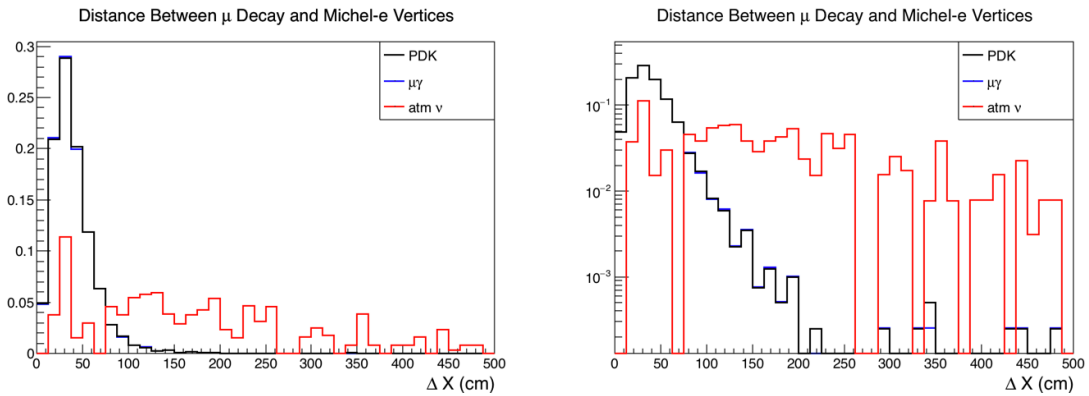 Distance Between μ Decay and Michel-e Vertices
0.3
0.25
0.2
0.15
0.1
0.05
0
PDK
μγ
atm ν
0 50 100 150 200 250 300 350 400 450 500
Δ X (cm)
Distance Between μ Decay and Michel-e Vertices
10⁻¹
10⁻²
10⁻³
PDK
μγ
atm ν
0 50 100 150 200 250 300 350 400 450 500
Δ X (cm)